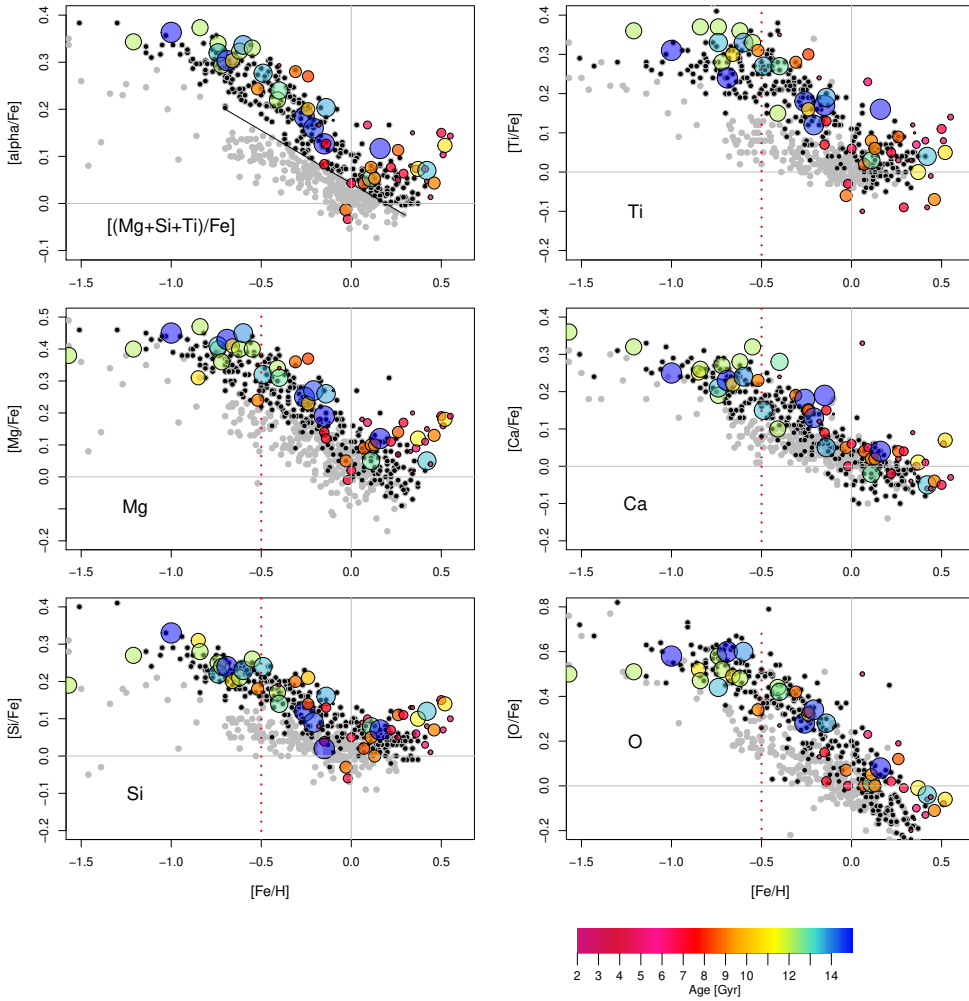 0.4
0.3
0.2
0.1
0.0
−0.1
[alpha/Fe]
[(Mg+Si+Ti)/Fe]
−1.5 −1.0 −0.5 0.0 0.5
0.4
0.3
0.2
0.1
0.0
−0.1
−0.2
[Ti/Fe]
Ti
−1.5 −1.0 −0.5 0.0 0.5
0.5
0.4
0.3
0.2
0.1
0.0
−0.2
[Mg/Fe]
Mg
−1.5 −1.0 −0.5 0.0 0.5
0.4
0.3
0.2
0.1
0.0
−0.1
−0.2
[Ca/Fe]
Ca
−1.5 −1.0 −0.5 0.0 0.5
0.4
0.3
0.2
0.1
0.0
−0.2
[Si/Fe]
Si
−1.5 −1.0 −0.5 0.0 0.5
[Fe/H]
0.8
0.6
0.4
0.2
0.0
−0.2
[O/Fe]
O
−1.5 −1.0 −0.5 0.0 0.5
[Fe/H]
2 3 4 5 6 7 8 9 10 12 14
Age [Gyr]